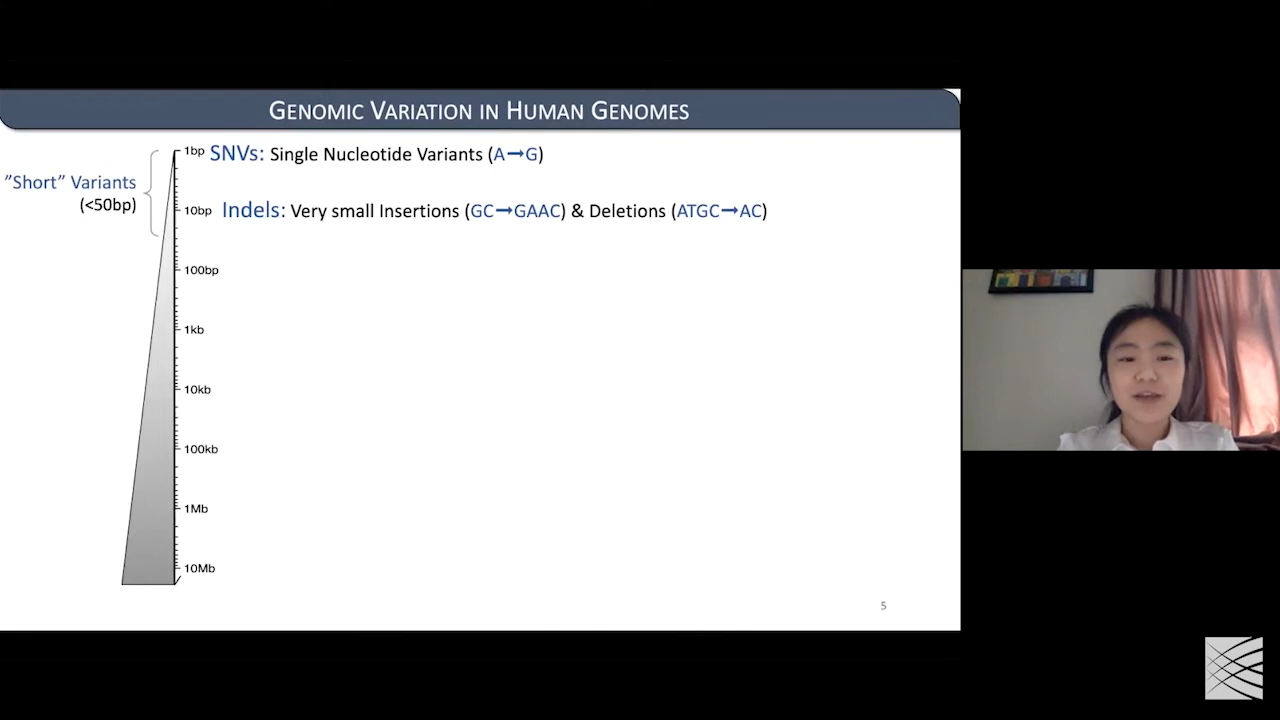 GENOMIC VARIATION IN HUMAN GENOMES
1bp SNVs: Single Nucleotide Variants (A→G)
”Short” Variants
(<50bp)
10bp Indels: Very small Insertions (GC→GAAC) & Deletions (ATGC→AC)
100bp
1kb
10kb
100kb
1Mb
10Mb
5